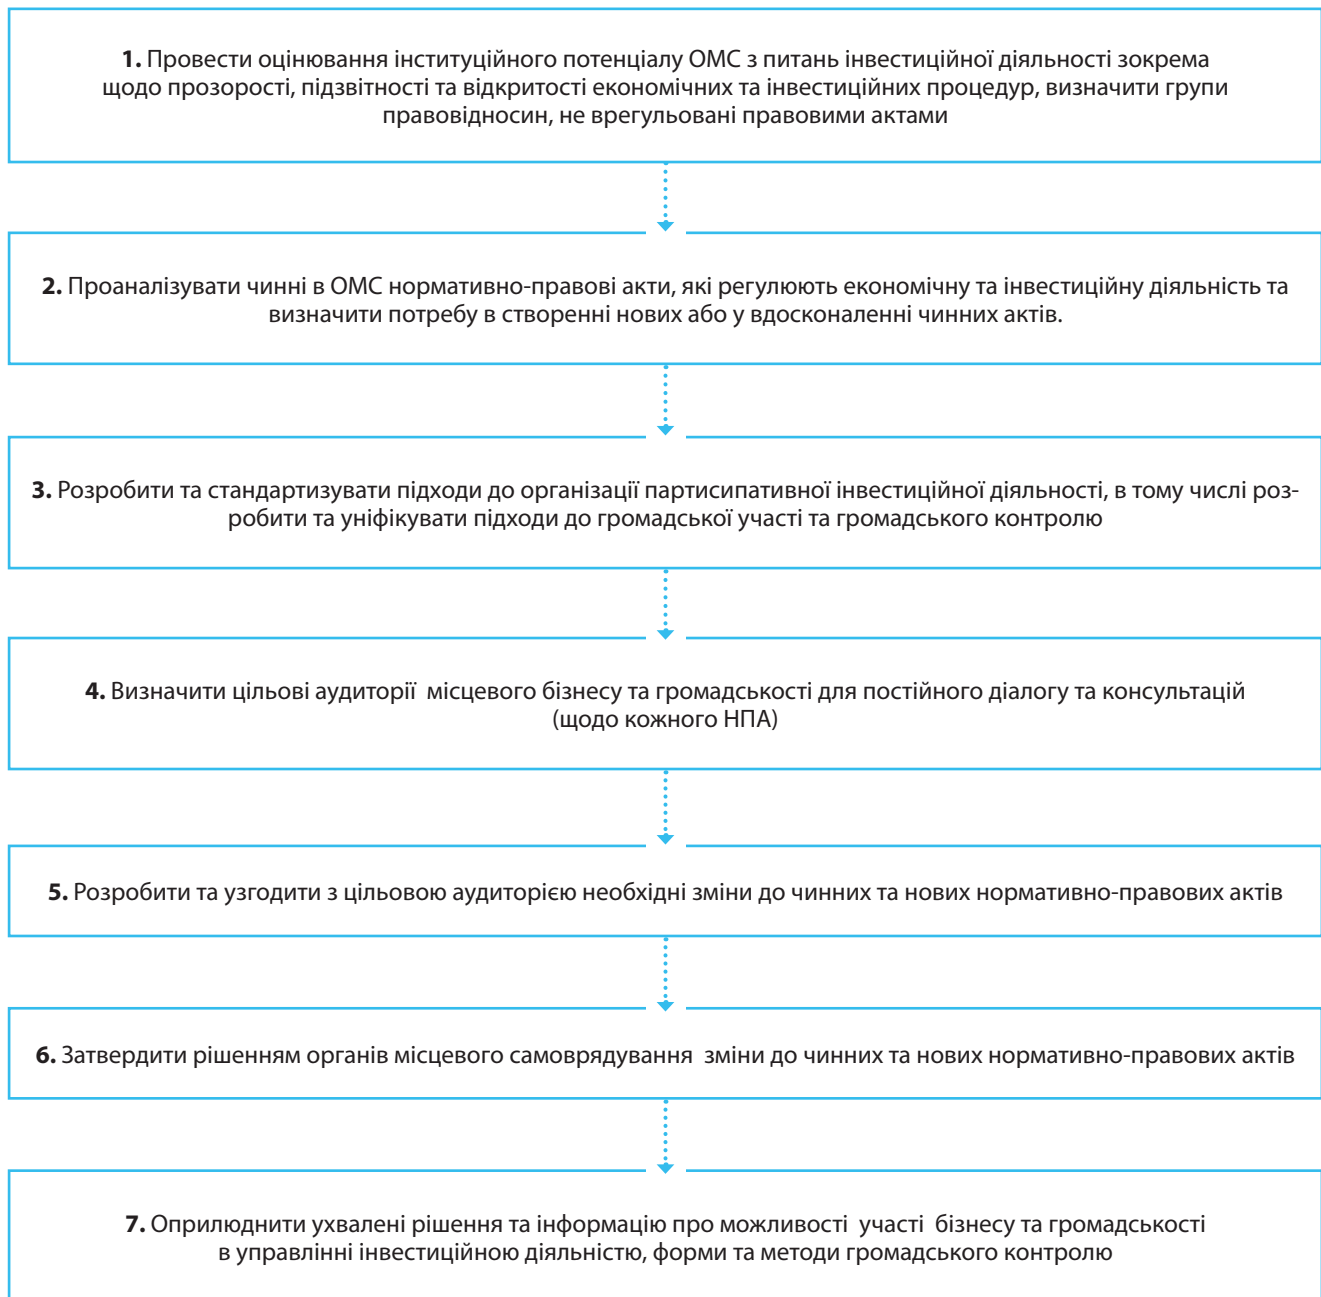 1. Провести оцінювання інституційного потенціалу ОМС з питань інвестиційної діяльності зокрема
щодо прозорості, підзвітності та відкритості економічних та інвестиційних процедур, визначити групи
правовідносин, не врегульовані правовими актами
2. Проаналізувати чинні в ОМС нормативно-правові акти, які регулюють економічну та інвестиційну діяльність та
визначити потребу в створенні нових або у вдосконаленні чинних актів.
3. Розробити та стандартизувати підходи до організації партисипативної інвестиційної діяльності, в тому числі роз-
робити та уніфікувати підходи до громадської участі та громадського контролю
4. Визначити цільові аудиторії місцевого бізнесу та громадськості для постійного діалогу та консультацій
(щодо кожного НПА)
5. Розробити та узгодити з цільовою аудиторією необхідні зміни до чинних та нових нормативно-правових актів
6. Затвердити рішенням органів місцевого самоврядування зміни до чинних та нових нормативно-правових актів
7. Оприлюднити ухвалені рішення та інформацію про можливості участі бізнесу та громадськості
в управлінні інвестиційною діяльністю, форми та методи громадського контролю